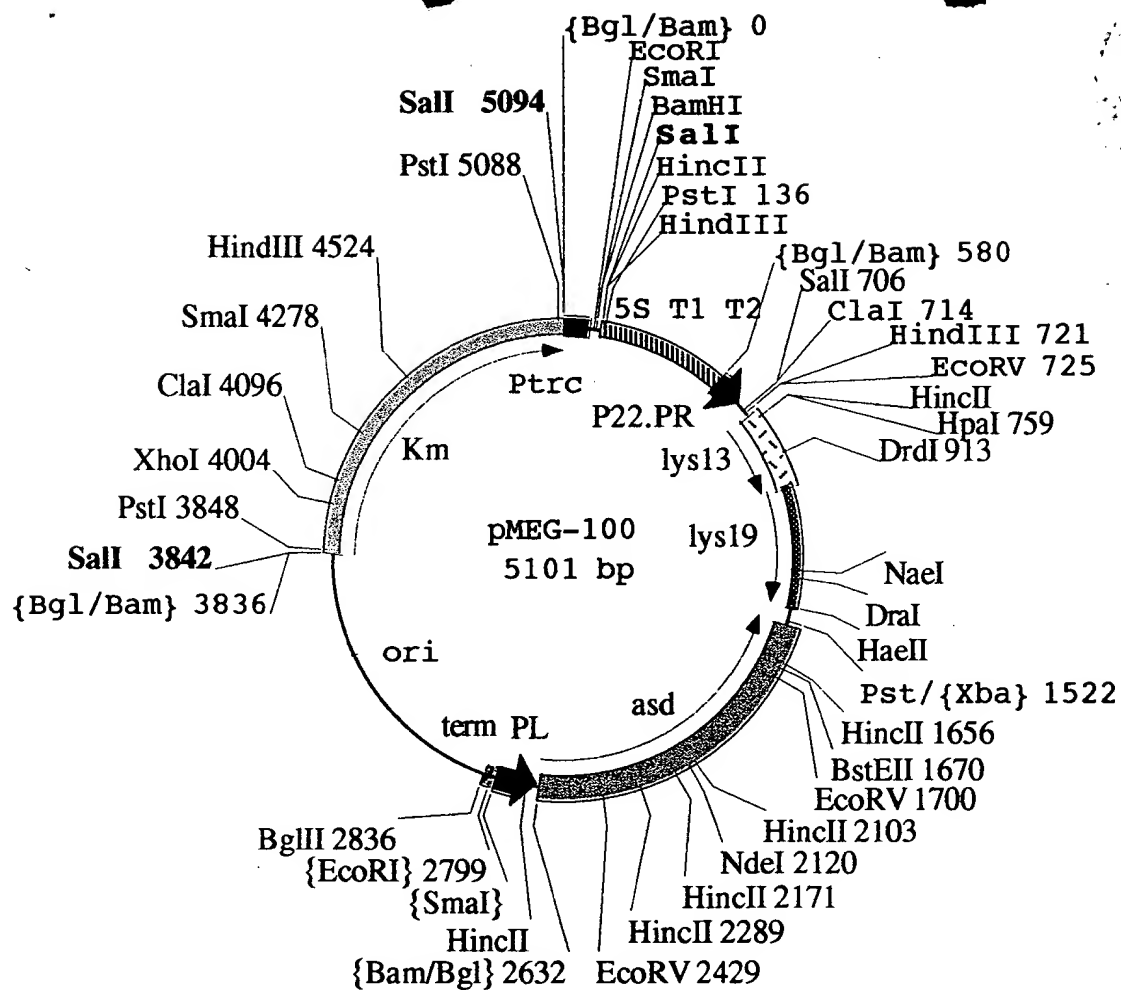 {Bgl/Bam} 0
EcoRI
SmaI
BamHI
SalI
HincII
PstI 136
HindIII
{Bgl/Bam} 580
SalI 706
ClaI 714
HindIII 721
EcoRV 725
HincII
HpaI 759
DrdI 913
NaeI
DraI
HaeII
Pst/{Xba} 1522
HincII 1656
BstEII 1670
EcoRV 1700
HincII 2103
NdeI 2120
HincII 2171
HincII 2289
EcoRV 2429
{Bam/Bgl} 2632
HincII
{SmaI}
{EcoRI} 2799
BglII 2836
{Bgl/Bam} 3836
SalI 3842
PstI 3848
XhoI 4004
ClaI 4096
SmaI 4278
HindIII 4524
PstI 5088
SalI 5094
5S T1 T2
Ptrc
P22.PR
Km
lys13
lys19
pMEG-100
5101 bp
ori
asd
term PL